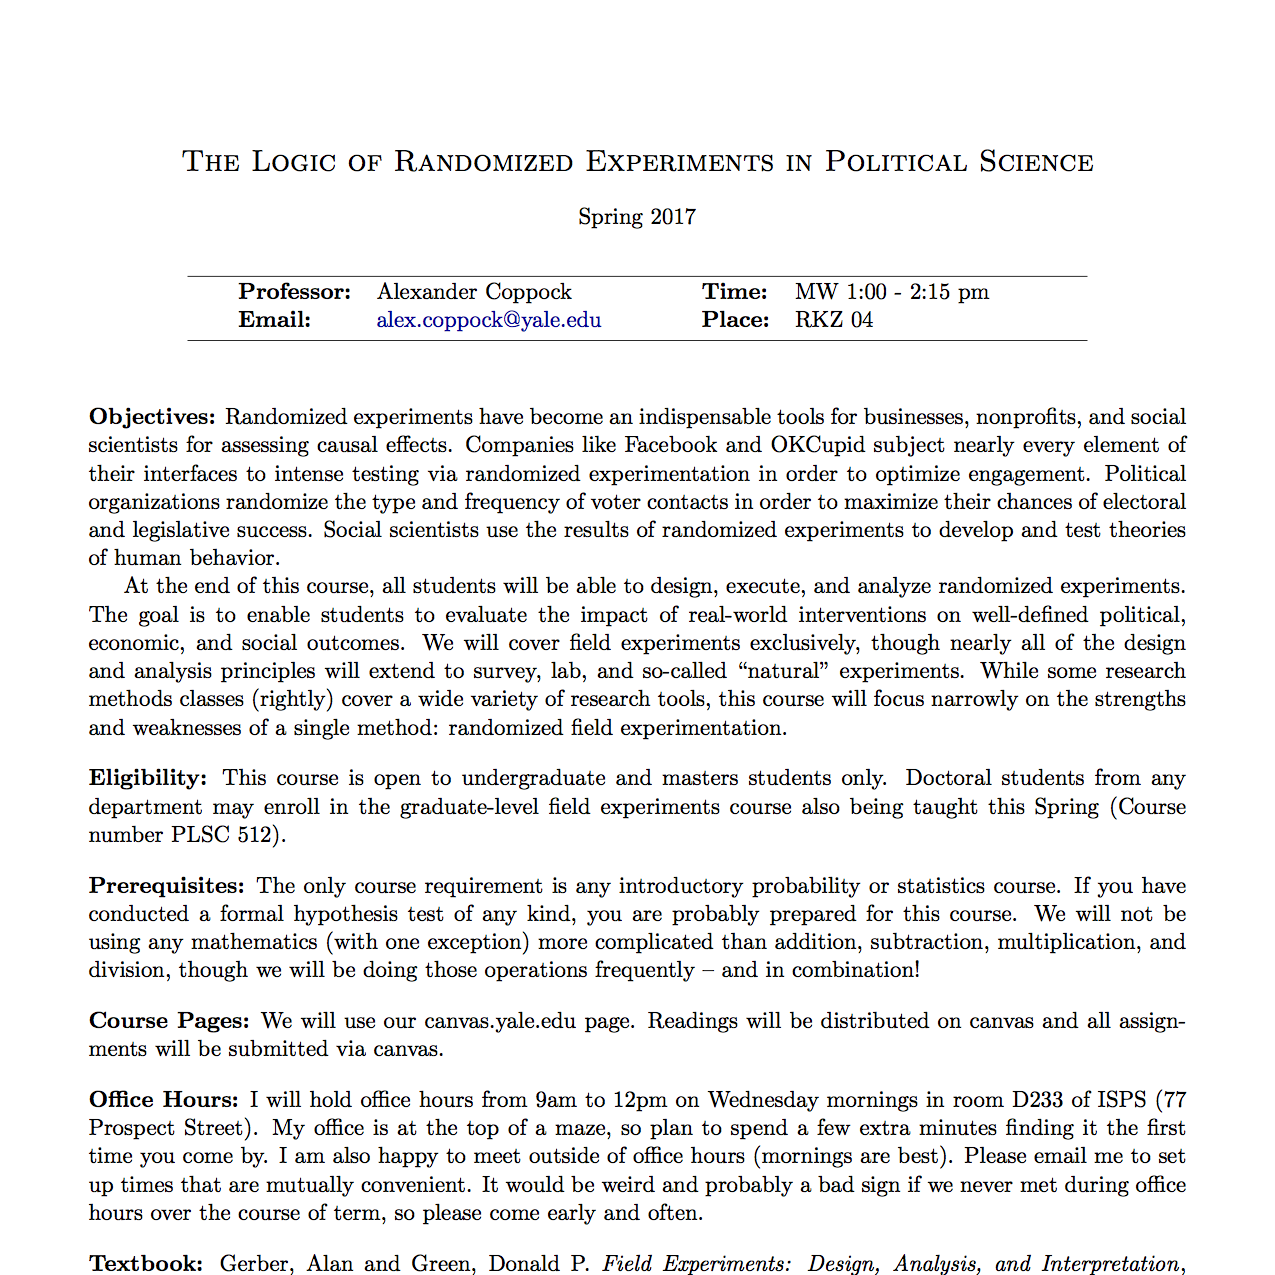 The Logic of Randomized Experiments in Political Science
Spring 2017
Professor: Alexander Coppock Time: MW 1:00 - 2:15 pm
Email: alex.coppock@yale.edu Place: RKZ 04
Objectives: Randomized experiments have become an indispensable tools for businesses, nonprofits, and social
scientists for assessing causal effects. Companies like Facebook and OKCupid subject nearly every element of
their interfaces to intense testing via randomized experimentation in order to optimize engagement. Political
organizations randomize the type and frequency of voter contacts in order to maximize their chances of electoral
and legislative success. Social scientists use the results of randomized experiments to develop and test theories
of human behavior.
At the end of this course, all students will be able to design, execute, and analyze randomized experiments.
The goal is to enable students to evaluate the impact of real-world interventions on well-defined political,
economic, and social outcomes. We will cover field experiments exclusively, though nearly all of the design
and analysis principles will extend to survey, lab, and so-called “natural” experiments. While some research
methods classes (rightly) cover a wide variety of research tools, this course will focus narrowly on the strengths
and weaknesses of a single method: randomized field experimentation.
Eligibility: This course is open to undergraduate and masters students only. Doctoral students from any
department may enroll in the graduate-level field experiments course also being taught this Spring (Course
number PLSC 512).
Prerequisites: The only course requirement is any introductory probability or statistics course. If you have
conducted a formal hypothesis test of any kind, you are probably prepared for this course. We will not be
using any mathematics (with one exception) more complicated than addition, subtraction, multiplication, and
division, though we will be doing those operations frequently – and in combination!
Course Pages: We will use our canvas.yale.edu page. Readings will be distributed on canvas and all assign-
ments will be submitted via canvas.
Office Hours: I will hold office hours from 9am to 12pm on Wednesday mornings in room D233 of ISPS (77
Prospect Street). My office is at the top of a maze, so plan to spend a few extra minutes finding it the first
time you come by. I am also happy to meet outside of office hours (mornings are best). Please email me to set
up times that are mutually convenient. It would be weird and probably a bad sign if we never met during office
hours over the course of term, so please come early and often.
Textbook: Gerber, Alan and Green, Donald P. Field Experiments: Design, Analysis, and Interpretation,